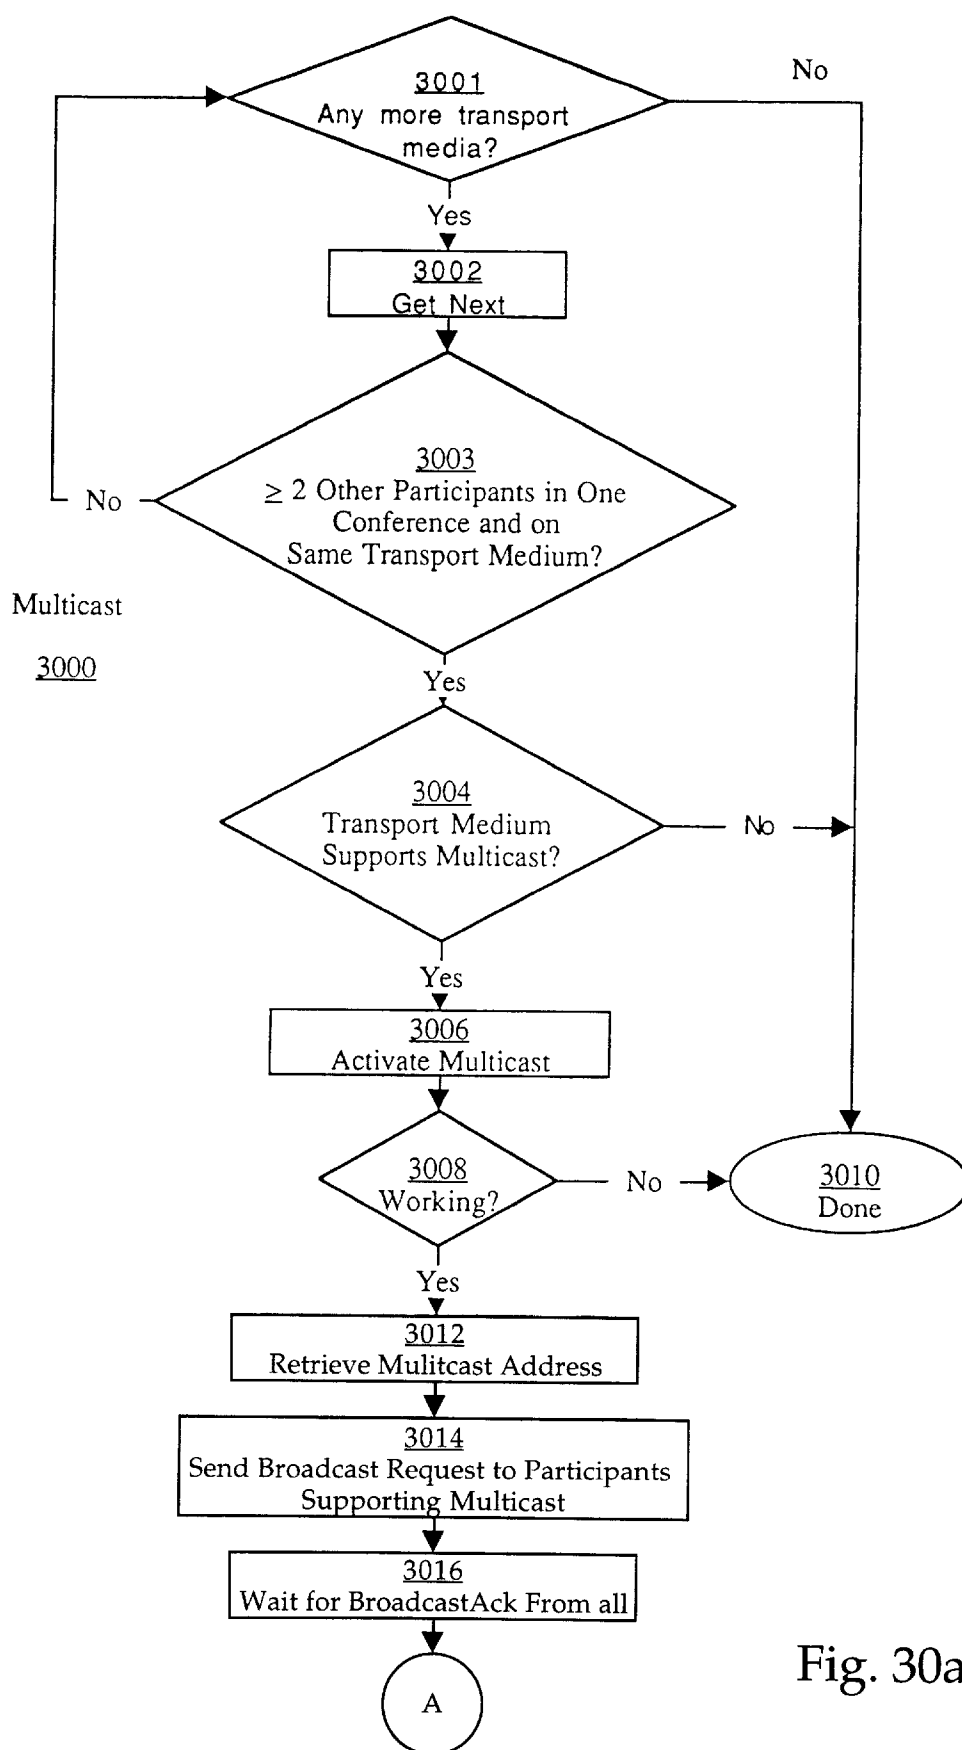 3001
Any more transport
media?
No
Yes
3002
Get Next
3003
≥ 2 Other Participants in One
Conference and on
Same Transport Medium?
No
Multicast
3000
Yes
3004
Transport Medium
Supports Multicast?
No
Yes
3006
Activate Multicast
3008
Working?
No
3010
Done
Yes
3012
Retrieve Mulitcast Address
3014
Send Broadcast Request to Participants
Supporting Multicast
3016
Wait for BroadcastAck From all
A
Fig. 30a